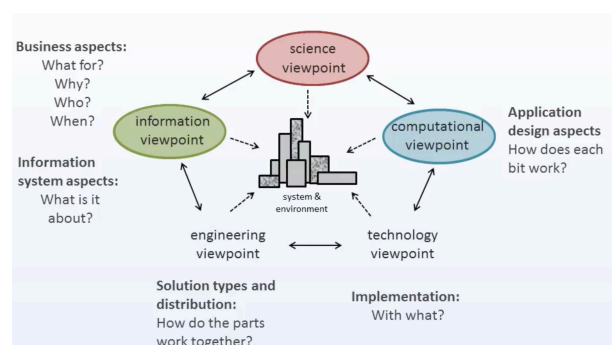 Business aspects:
What for?
Why?
Who?
When?
science
viewpoint
information
viewpoint
computational
viewpoint
Application
design aspects
How does each
bit work?
Information
system aspects:
What is it
about?
system &
environment
engineering
viewpoint
technology
viewpoint
Solution types and
distribution:
How do the parts
work together?
Implementation:
With what?